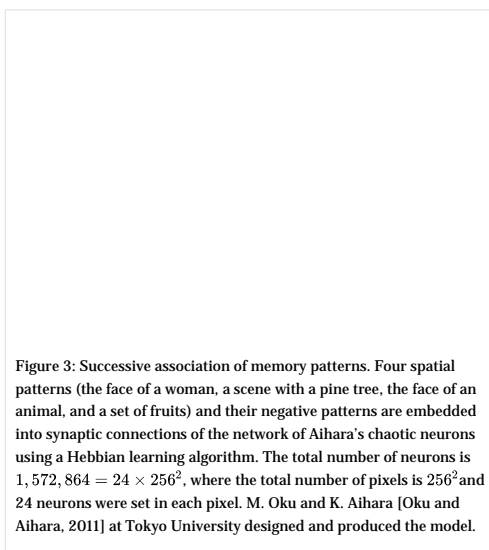 Figure 3: Successive association of memory patterns. Four spatial
patterns (the face of a woman, a scene with a pine tree, the face of an
animal, and a set of fruits) and their negative patterns are embedded
into synaptic connections of the network of Aihara's chaotic neurons
using a Hebbian learning algorithm. The total number of neurons is
1, 572, 864 = 24 × 256², where the total number of pixels is 256²and
24 neurons were set in each pixel. M. Oku and K. Aihara [Oku and
Aihara, 2011] at Tokyo University designed and produced the model.